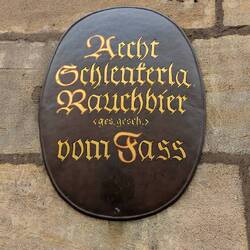 Aecht
Schlenkerla
Rauchbier
<ges. gesch.>
vom Fass